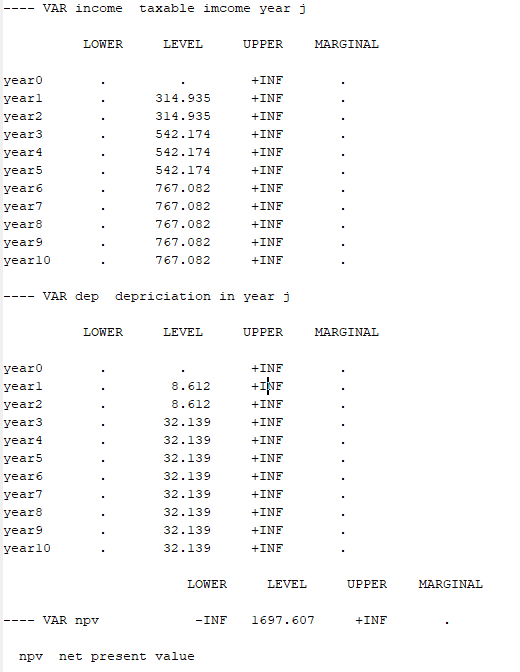 ---- VAR income  taxable imcome year j
LOWER LEVEL UPPER MARGINAL
year0 . . +INF .
year1 . 314.935 +INF .
year2 . 314.935 +INF .
year3 . 542.174 +INF .
year4 . 542.174 +INF .
year5 . 542.174 +INF .
year6 . 767.082 +INF .
year7 . 767.082 +INF .
year8 . 767.082 +INF .
year9 . 767.082 +INF .
year10 . 767.082 +INF .
---- VAR dep  depriciation in year j
LOWER LEVEL UPPER MARGINAL
year0 . . +INF .
year1 . 8.612 +INF .
year2 . 8.612 +INF .
year3 . 32.139 +INF .
year4 . 32.139 +INF .
year5 . 32.139 +INF .
year6 . 32.139 +INF .
year7 . 32.139 +INF .
year8 . 32.139 +INF .
year9 . 32.139 +INF .
year10 . 32.139 +INF .
LOWER LEVEL UPPER MARGINAL
---- VAR npv -INF 1697.607 +INF .
npv  net present value